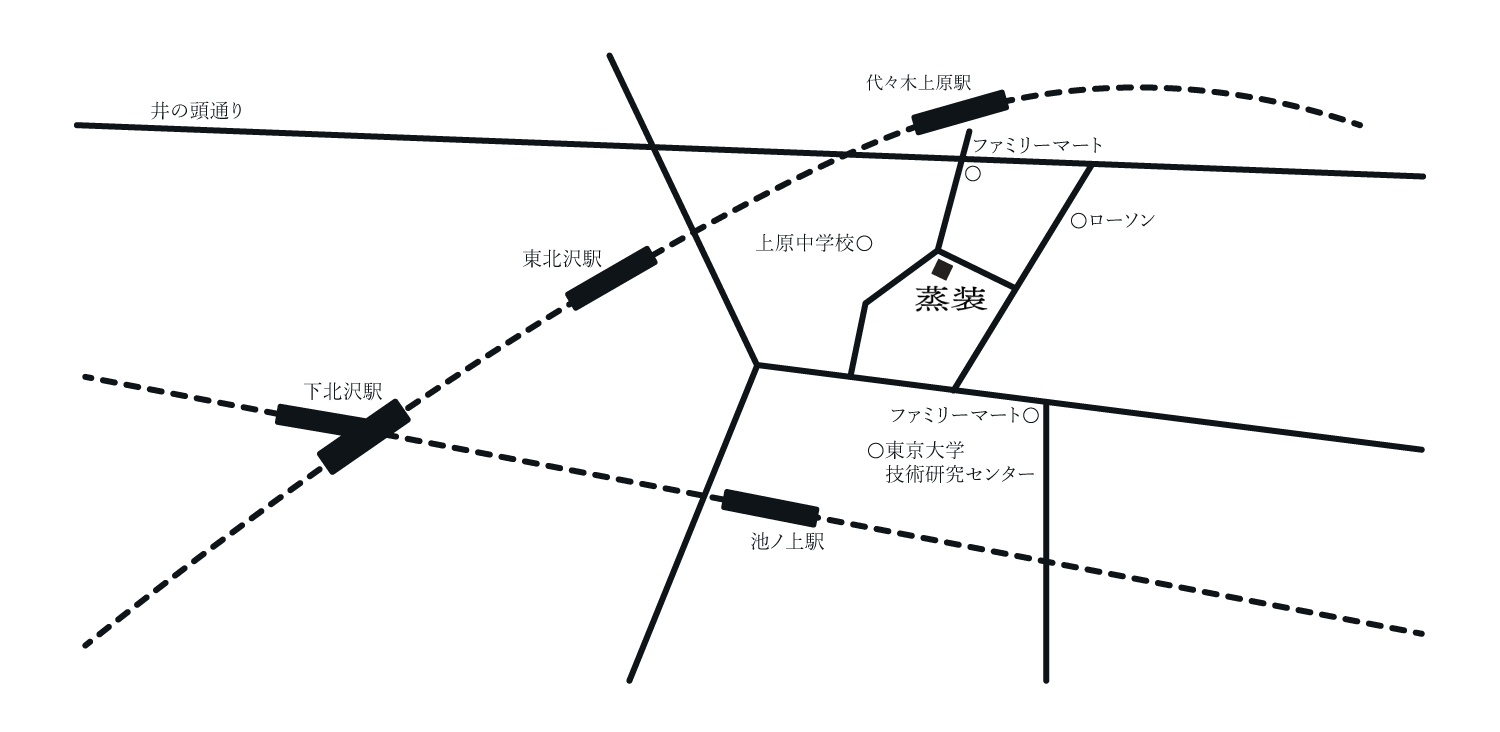 代々木上原駅
井の頭通り
ファミリーマート
ローソン
上原中学校
東北沢駅
蒸装
下北沢駅
ファミリーマート
東京大学
技術研究センター
池ノ上駅